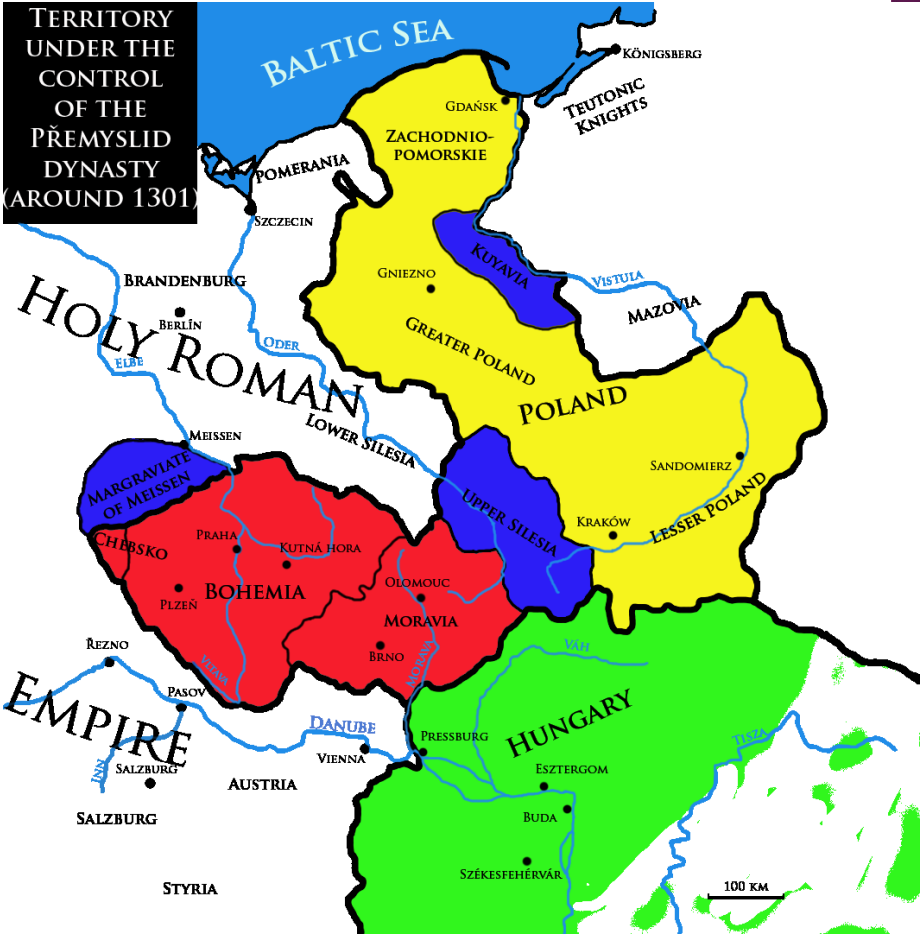 Territory
under the
control
of the
Přemyslid
dynasty
(around 1301)
Baltic Sea
Königsberg
Teutonic
Knights
Gdańsk
Zachodnio-
pomorskie
Pomerania
Szczecin
Kuyavia
Gniezno
Vistula
Mazovia
Brandenburg
Berlín
Holy Roman
Oder
Elbe
Greater Poland
Poland
Lower Silesia
Meissen
Margraviate
of Meissen
Sandomierz
Upper Silesia
Kraków
Lesser Poland
Chebsko
Praha
Kutná Hora
Bohemia
Plzeň
Olomouc
Moravia
Brno
Morava
Vltava
Řezno
Pasov
Empire
Inn
Salzburg
Salzburg
Danube
Vienna
Austria
Styria
Váh
Hungary
Pressburg
Esztergom
Buda
Székesfehérvár
Tisza
100 km